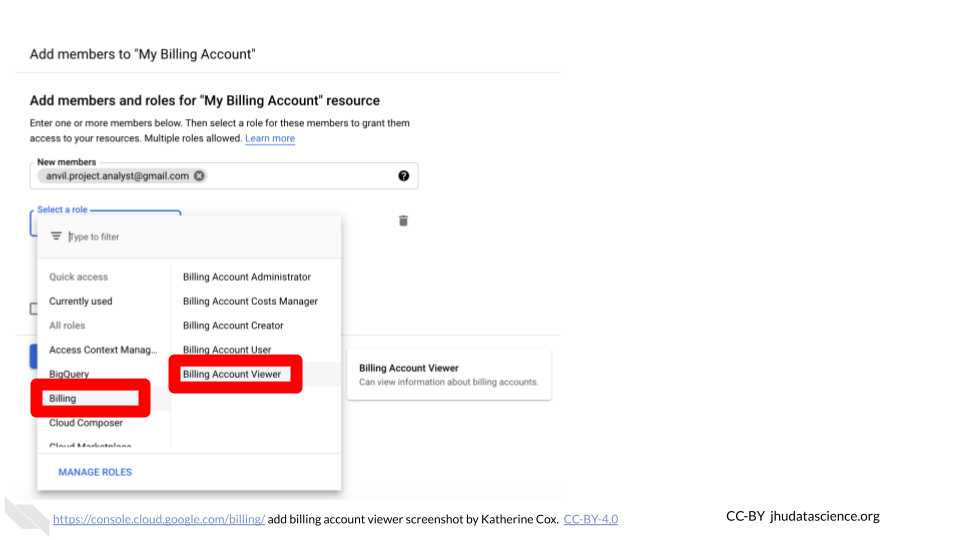 Add members to "My Billing Account"
Add members and roles for "My Billing Account" resource
Enter one or more members below. Then select a role for these members to grant them
access to your resources. Multiple roles allowed. Learn more
New members
anvil.project.analyst@gmail.com
Select a role
Type to filter
Quick access
Currently used
All roles
Access Context Manag...
BigQuery
Billing
Cloud Composer
Cloud Marketplace
Billing Account Administrator
Billing Account Costs Manager
Billing Account Creator
Billing Account User
Billing Account Viewer
Billing Account Viewer
Can view information about billing accounts.
MANAGE ROLES
https://console.cloud.google.com/billing/ add billing account viewer screenshot by Katherine Cox. CC-BY-4.0
CC-BY jhudatascience.org